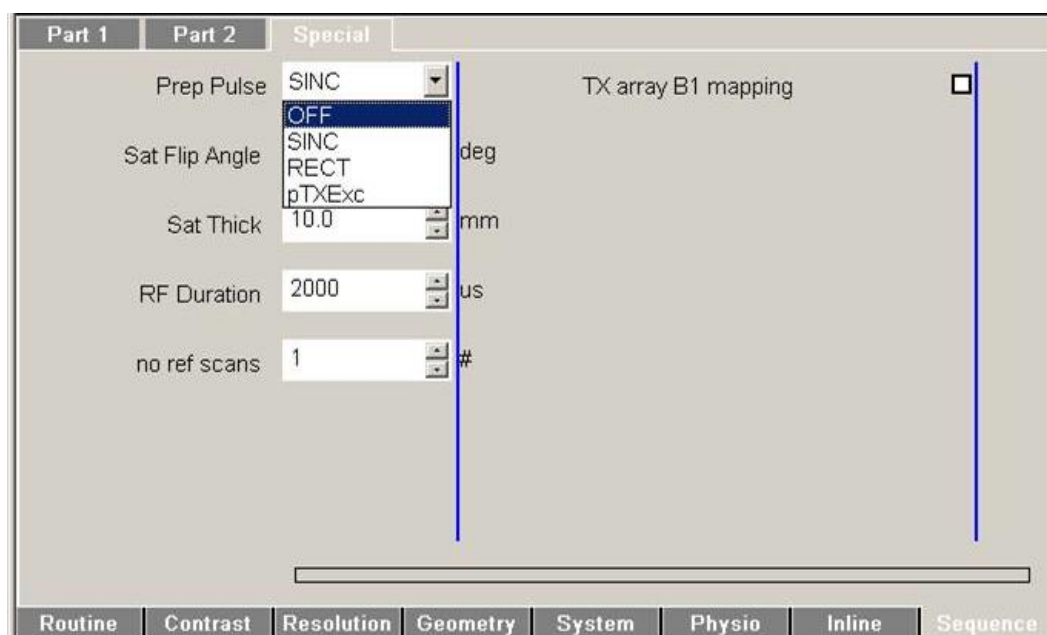 Part 1 Part 2 Special
Prep Pulse SINC TX array B1 mapping
OFF
SINC
Sat Flip Angle deg
RECT
pTXExc
Sat Thick 10.0 mm
RF Duration 2000 us
no ref scans 1 #
Routine Contrast Resolution Geometry System Physio Inline Sequence